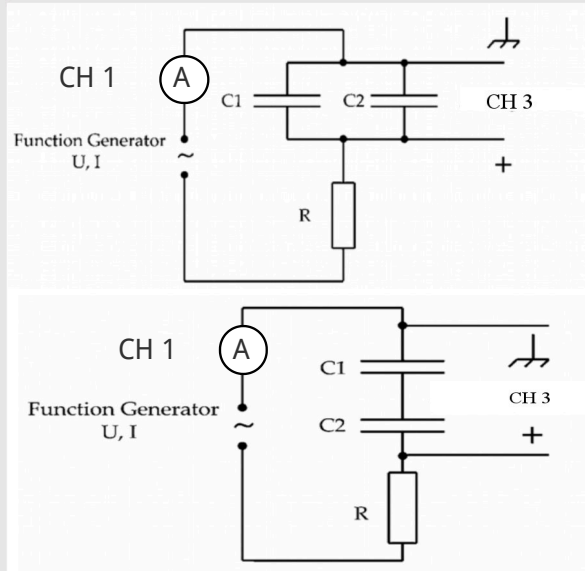 CH 1
A
C1
C2
CH 3
Function Generator
U, I
~
+
R
CH 1
A
C1
CH 3
Function Generator
U, I
~
C2
+
R